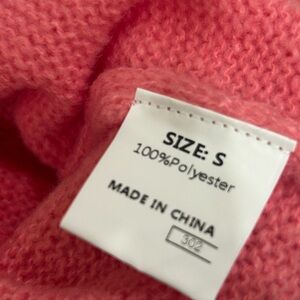 SIZE: S
100%Polyester
MADE IN CHINA
302